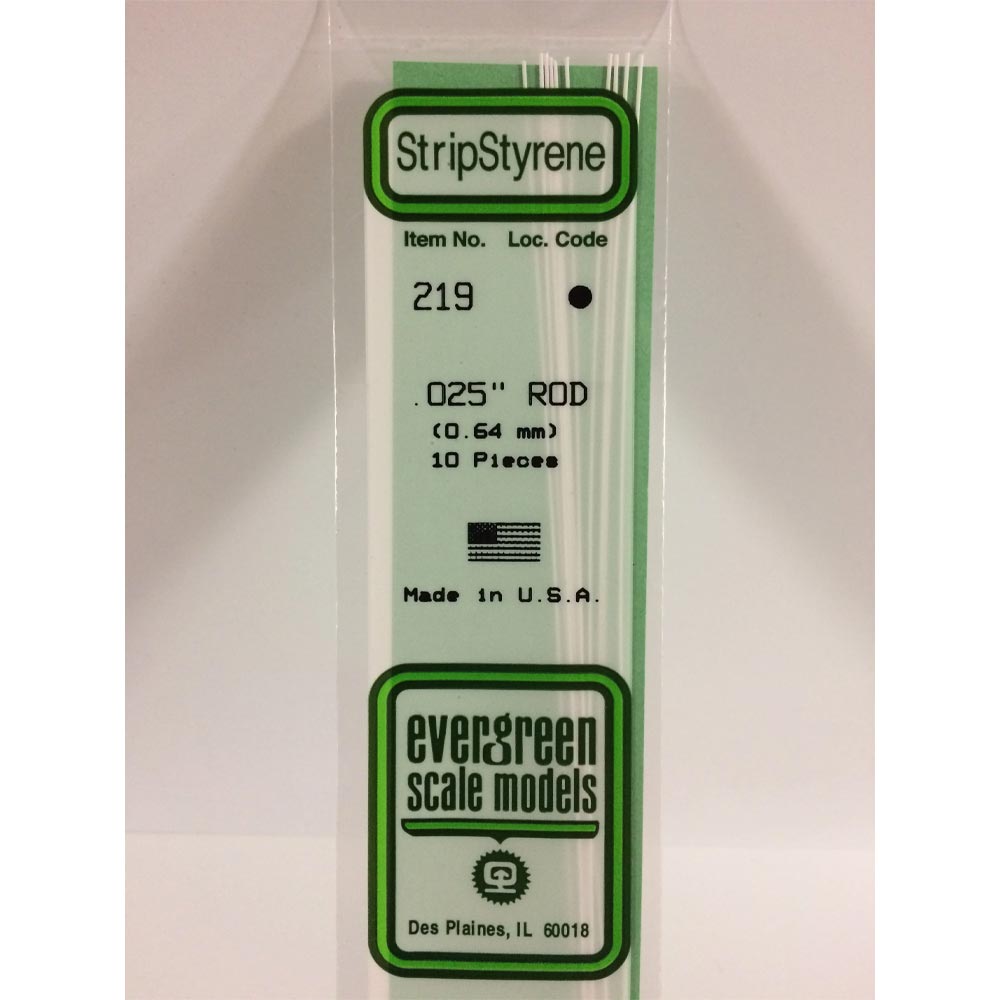 StripStyrene
Item No. Loc. Code
219
.025" ROD
(0.64 mm)
10 Pieces
Made in U.S.A.
evergreen
scale models
Des Plaines, IL 60018